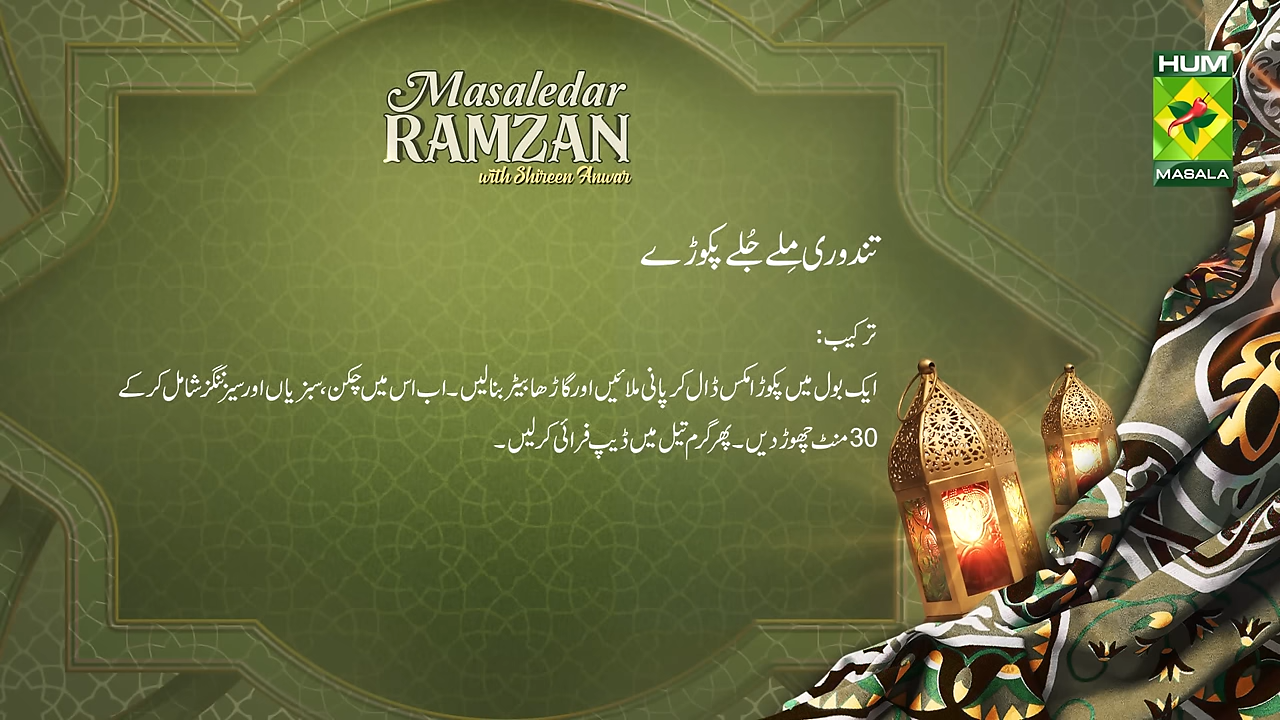 Masaledar
RAMZAN
with Shireen Anwar
HUM
MASALA
تندوری مِلے جُلے پکوڑے
ترکیب:
ایک بول میں پکوڑا مکس ڈال کر پانی ملائیں اور گاڑھا بیٹر بنالیں۔ اب اس میں چکن، سبزیاں اور سیزننگز شامل کر کے
30 منٹ چھوڑ دیں۔ پھر گرم تیل میں ڈیپ فرائی کر لیں۔